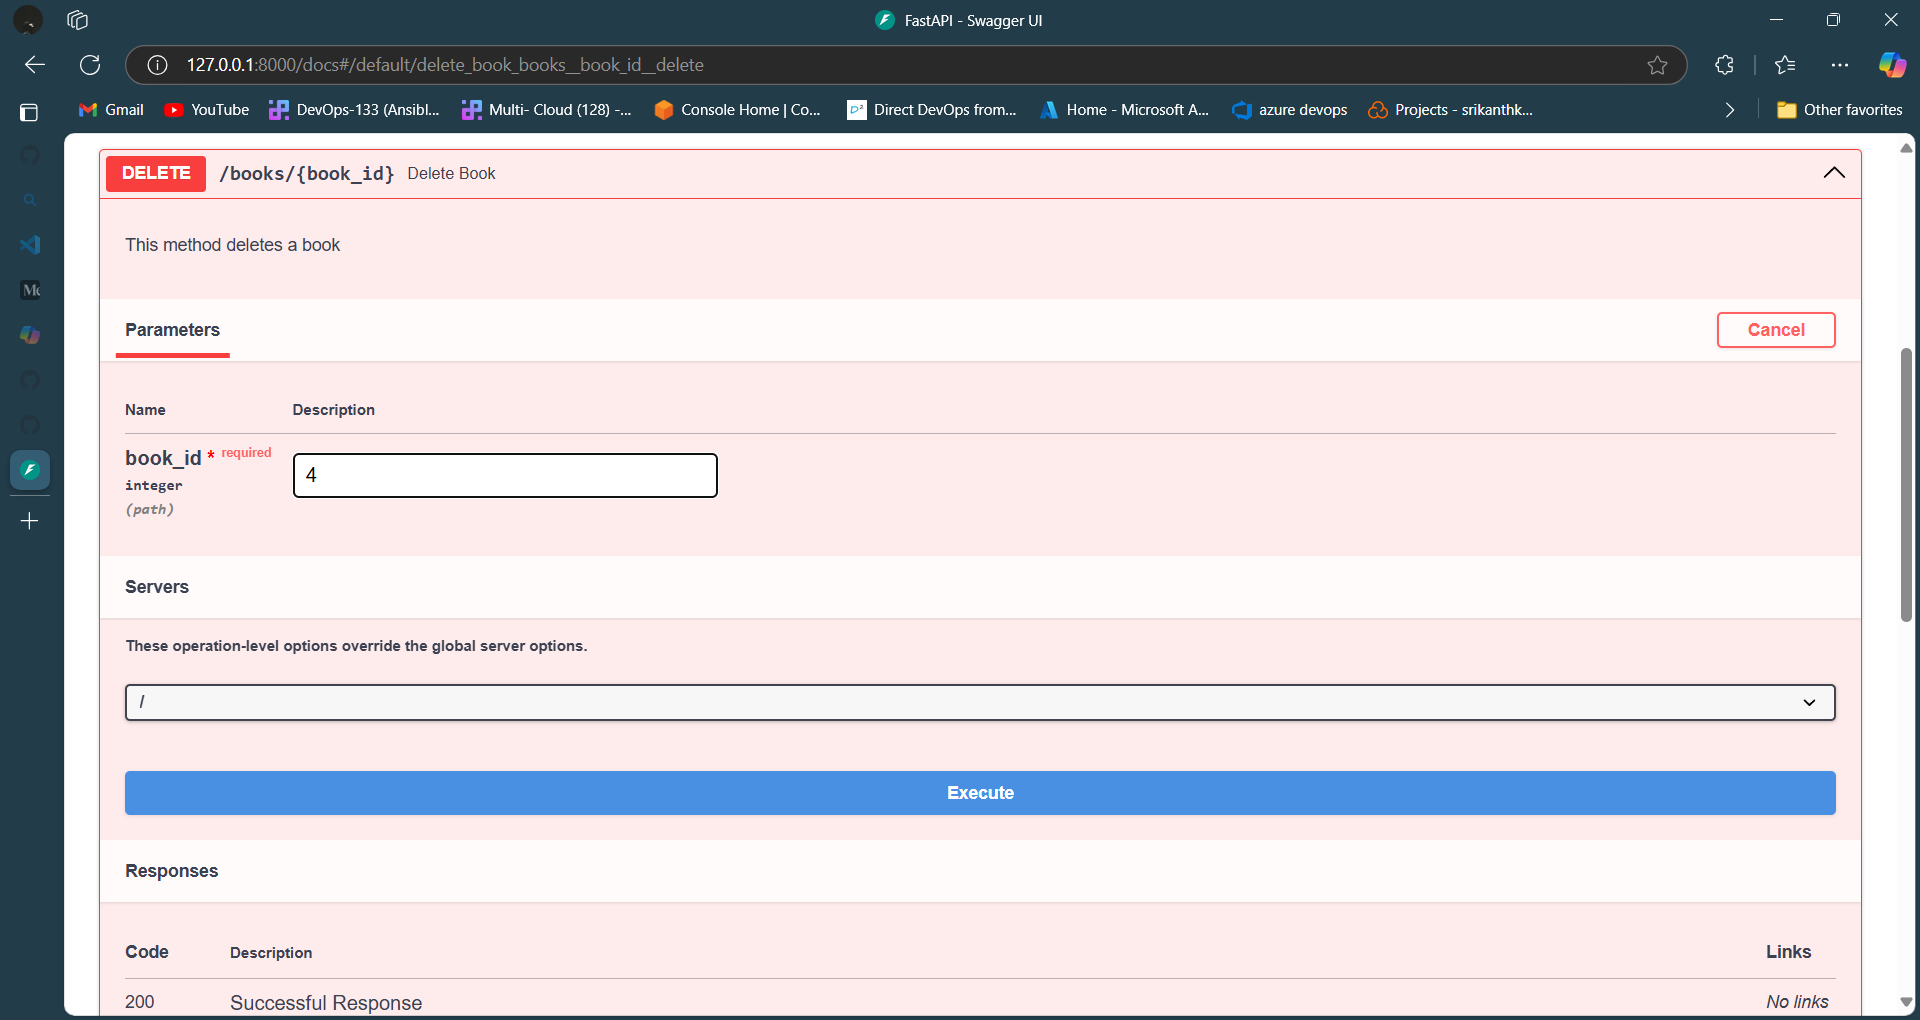 FastAPI - Swagger UI
127.0.0.1:8000/docs#/default/delete_book_books__book_id__delete
Gmail YouTube DevOps-133 (Ansibl... Multi- Cloud (128) -... Console Home | Co... Direct DevOps from... Home - Microsoft A... azure devops Projects - srikanthk... Other favorites
DELETE /books/{book_id} Delete Book
This method deletes a book
Parameters Cancel
Name Description
book_id * required
integer
(path)
4
Servers
These operation-level options override the global server options.
/
Execute
Responses
Code Description Links
200 Successful Response No links